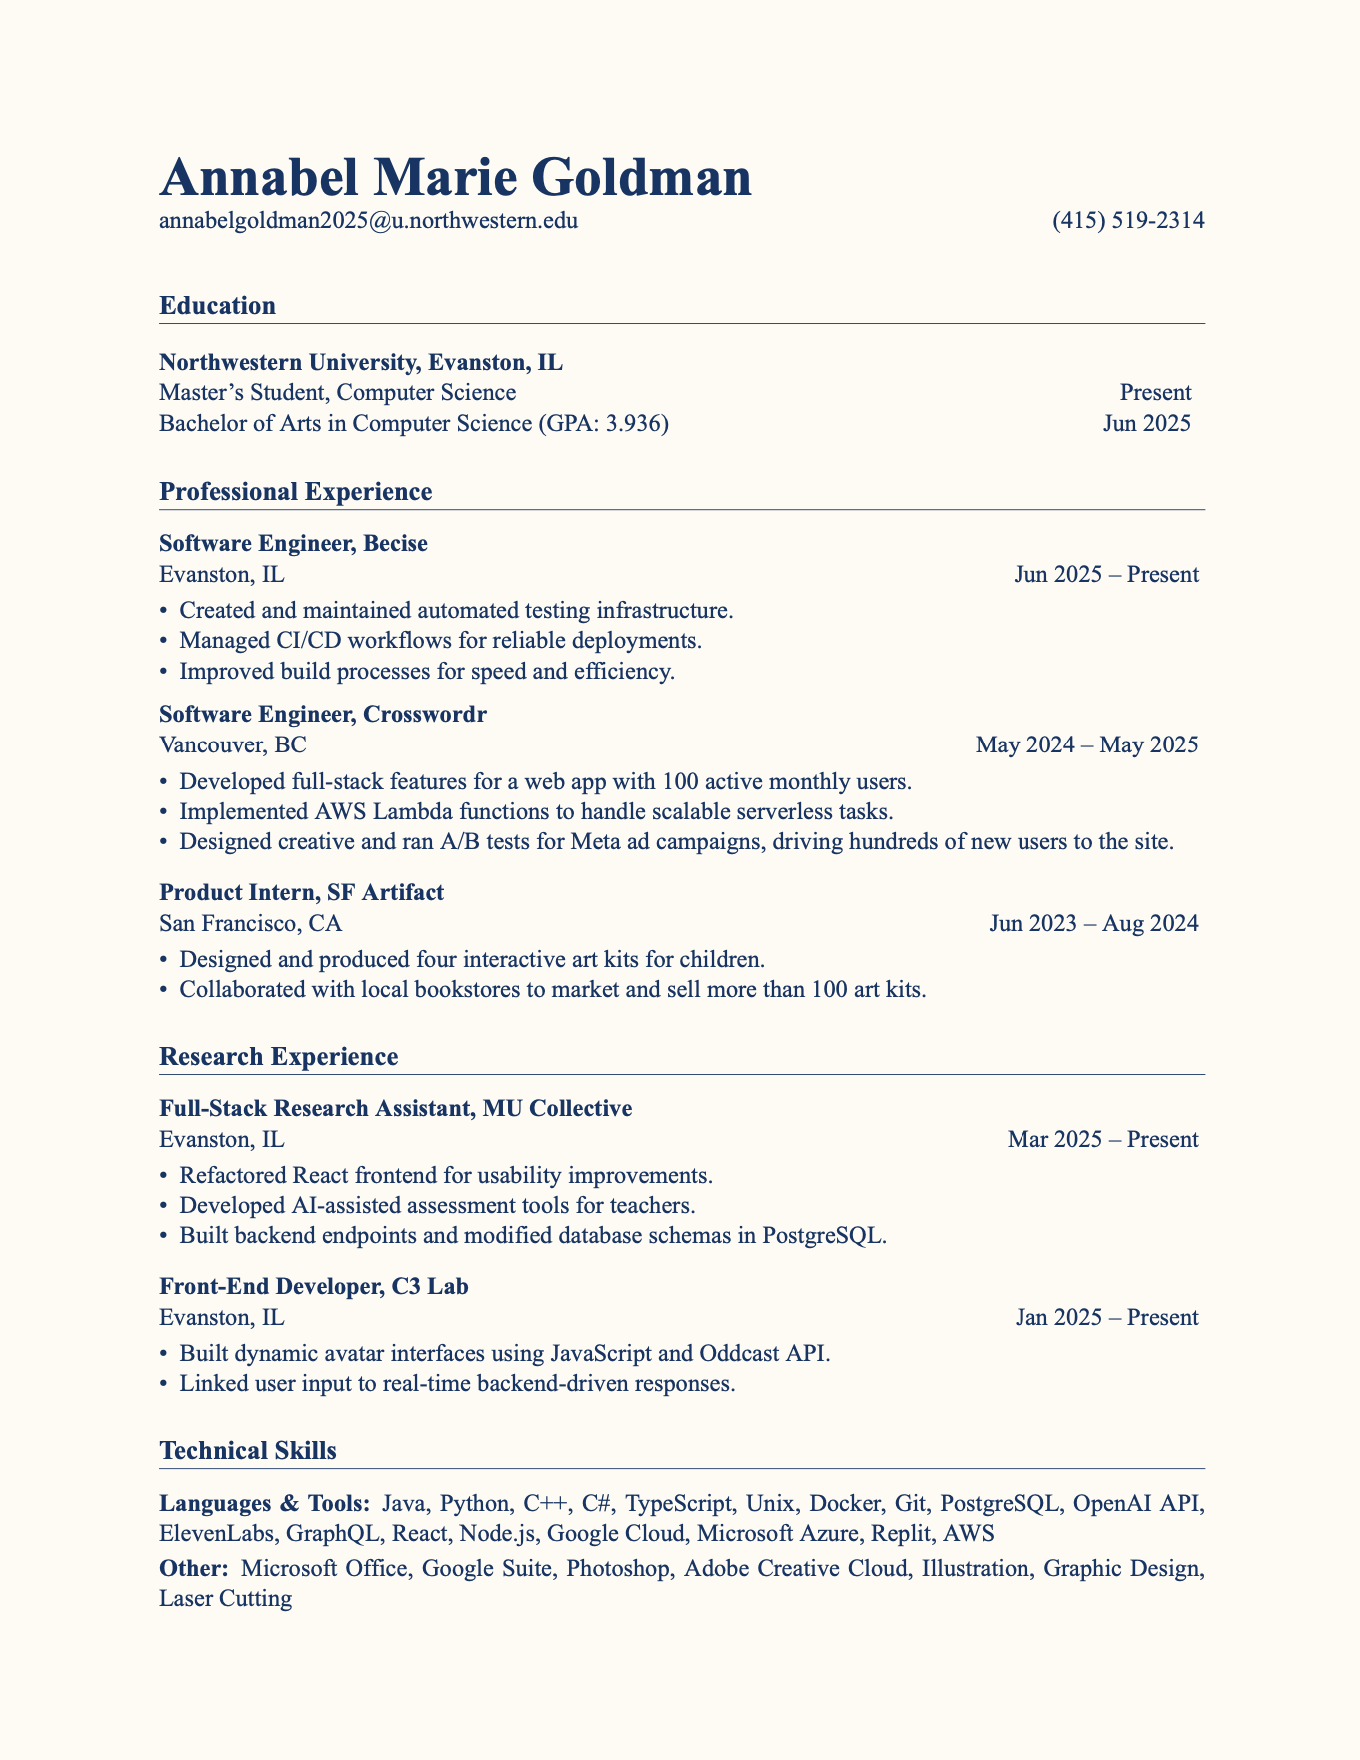 Annabel Marie Goldman
annabelgoldman2025@u.northwestern.edu (415) 519-2314
Education
Northwestern University, Evanston, IL
Master’s Student, Computer Science Present
Bachelor of Arts in Computer Science (GPA: 3.936) Jun 2025
Professional Experience
Software Engineer, Becise
Evanston, IL Jun 2025 – Present
• Created and maintained automated testing infrastructure.
• Managed CI/CD workflows for reliable deployments.
• Improved build processes for speed and efficiency.
Software Engineer, Crosswordr
Vancouver, BC May 2024 – May 2025
• Developed full-stack features for a web app with 100 active monthly users.
• Implemented AWS Lambda functions to handle scalable serverless tasks.
• Designed creative and ran A/B tests for Meta ad campaigns, driving hundreds of new users to the site.
Product Intern, SF Artifact
San Francisco, CA Jun 2023 – Aug 2024
• Designed and produced four interactive art kits for children.
• Collaborated with local bookstores to market and sell more than 100 art kits.
Research Experience
Full-Stack Research Assistant, MU Collective
Evanston, IL Mar 2025 – Present
• Refactored React frontend for usability improvements.
• Developed AI-assisted assessment tools for teachers.
• Built backend endpoints and modified database schemas in PostgreSQL.
Front-End Developer, C3 Lab
Evanston, IL Jan 2025 – Present
• Built dynamic avatar interfaces using JavaScript and Oddcast API.
• Linked user input to real-time backend-driven responses.
Technical Skills
Languages & Tools: Java, Python, C++, C#, TypeScript, Unix, Docker, Git, PostgreSQL, OpenAI API,
ElevenLabs, GraphQL, React, Node.js, Google Cloud, Microsoft Azure, Replit, AWS
Other: Microsoft Office, Google Suite, Photoshop, Adobe Creative Cloud, Illustration, Graphic Design,
Laser Cutting